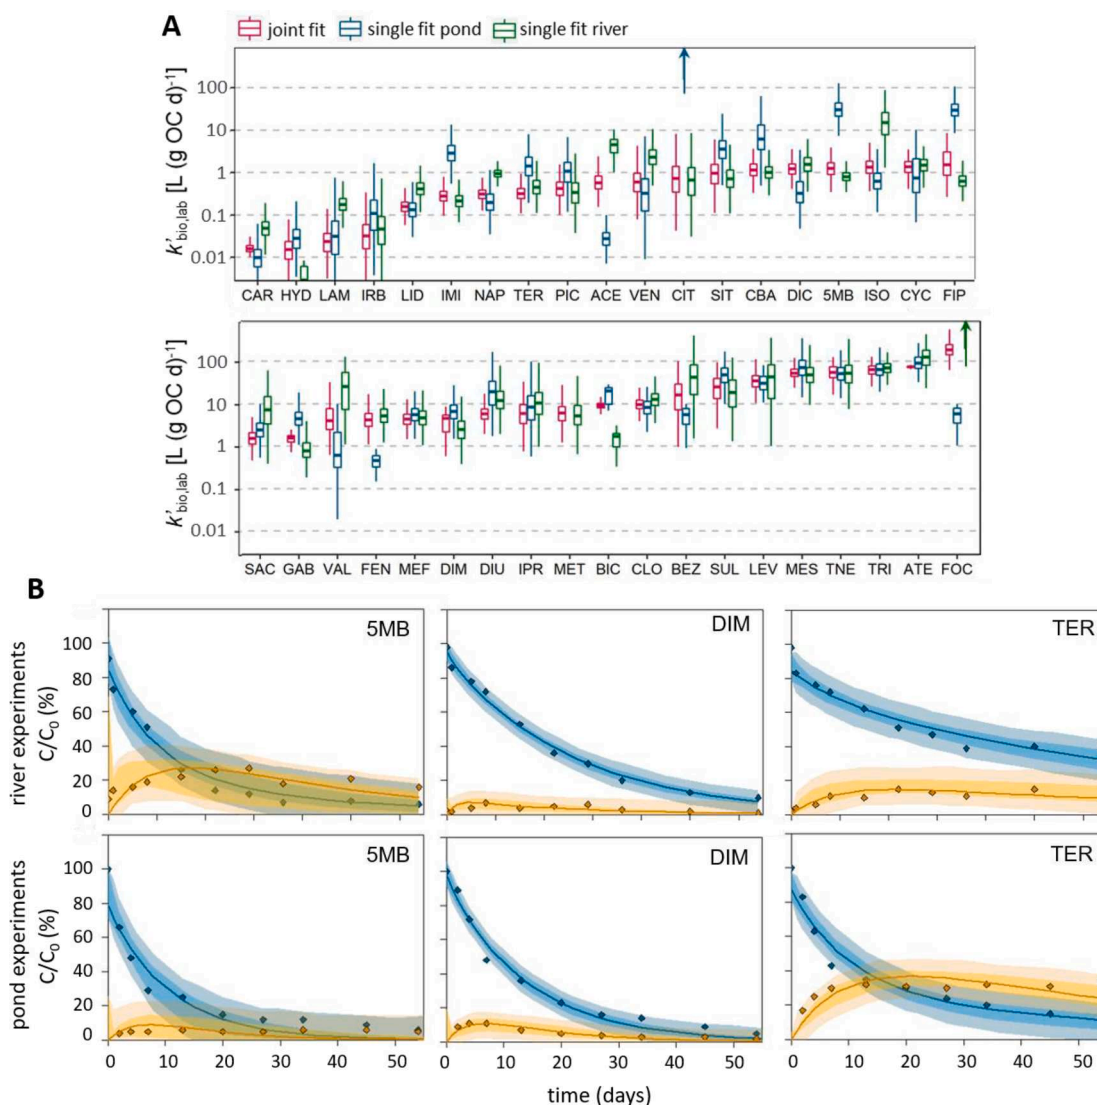 A
joint fit single fit pond single fit river
k′bio,lab [L (g OC d)-1]
100
10
1
0.1
0.01
CAR HYD LAM IRB LID IMI NAP TER PIC ACE VEN CIT SIT CBA DIC 5MB ISO CYC FIP
k′bio,lab [L (g OC d)-1]
100
10
1
0.1
0.01
SAC GAB VAL FEN MEF DIM DIU IPR MET BIC CLO BEZ SUL LEV MES TNE TRI ATE FOC
B
river experiments
C/C0 (%)
100
80
60
40
20
0
5MB
DIM
TER
pond experiments
C/C0 (%)
100
80
60
40
20
0
5MB
DIM
TER
0 10 20 30 40 50 0 10 20 30 40 50 0 10 20 30 40 50
time (days)